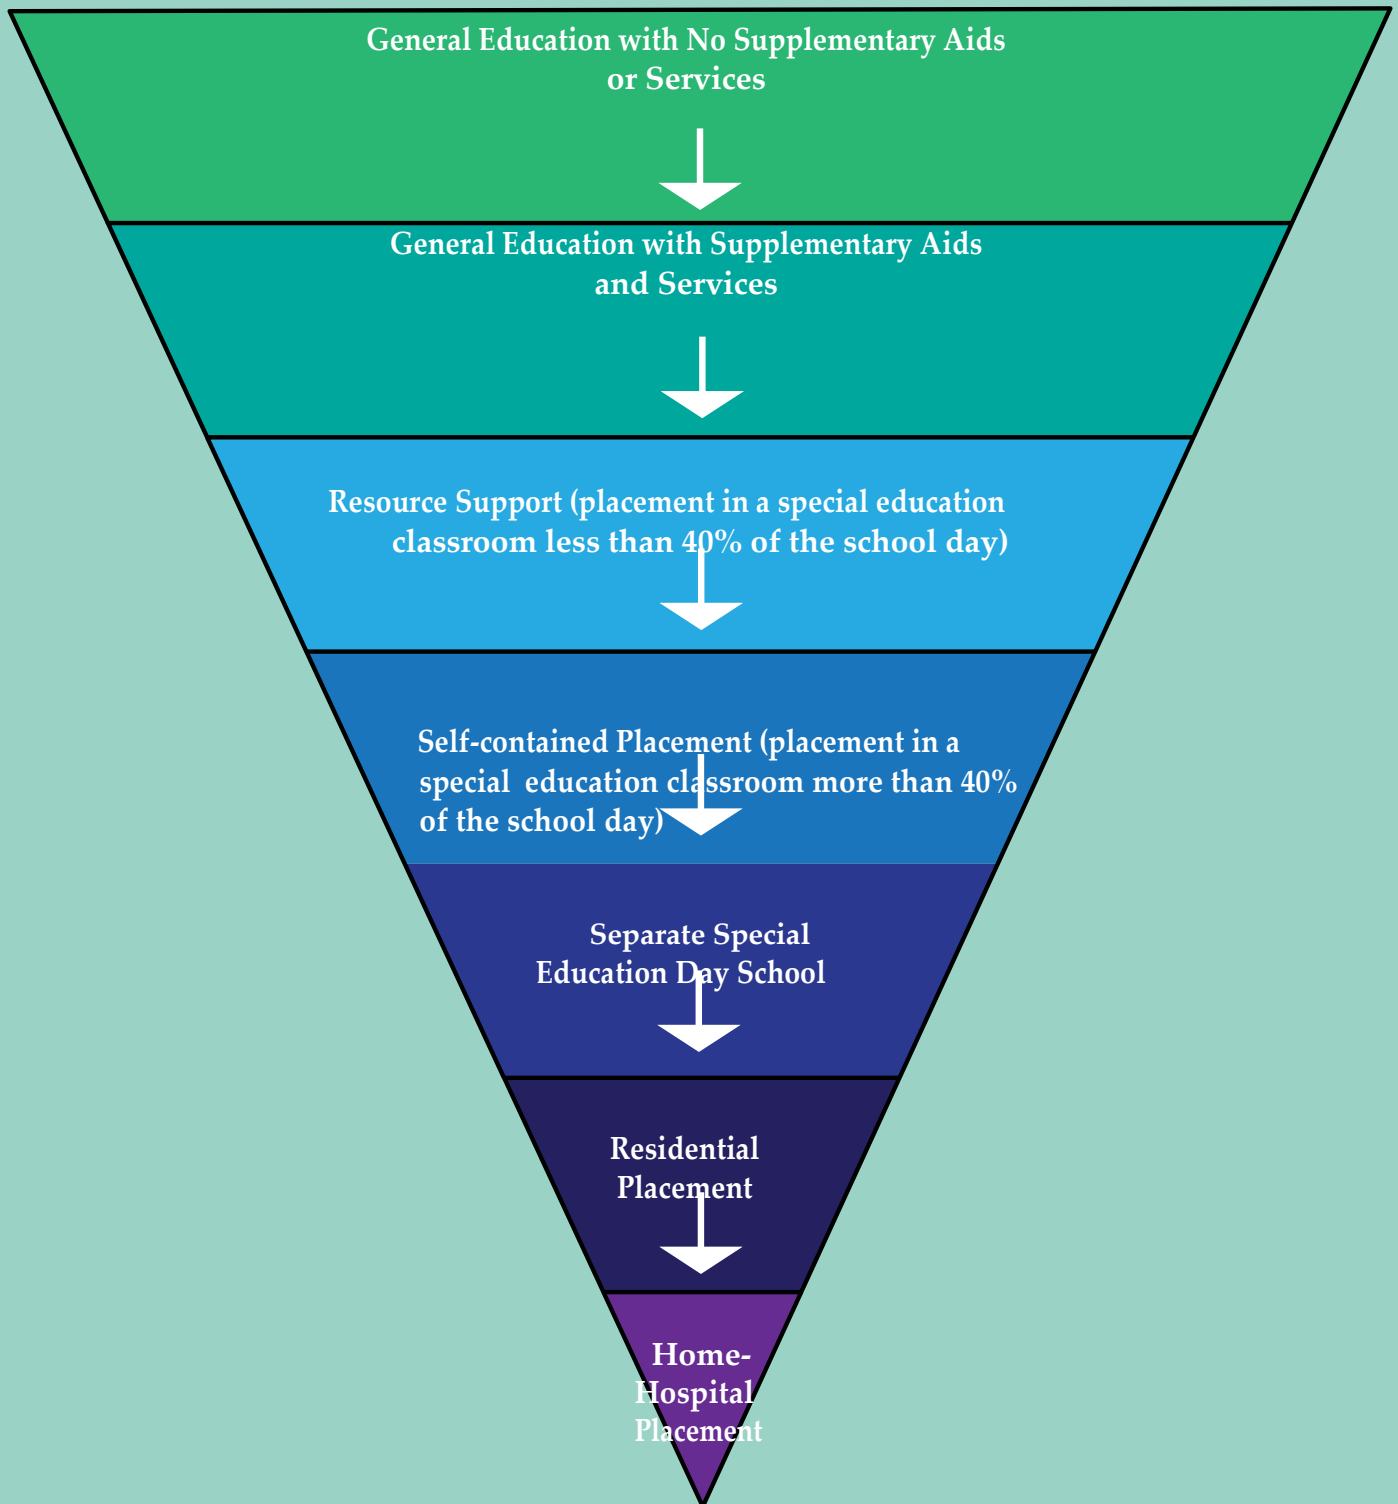 General Education with No Supplementary Aids
or Services
General Education with Supplementary Aids
and Services
Resource Support (placement in a special education
classroom less than 40% of the school day)
Self-contained Placement (placement in a
special education classroom more than 40%
of the school day)
Separate Special
Education Day School
Residential
Placement
Home-
Hospital
Placement